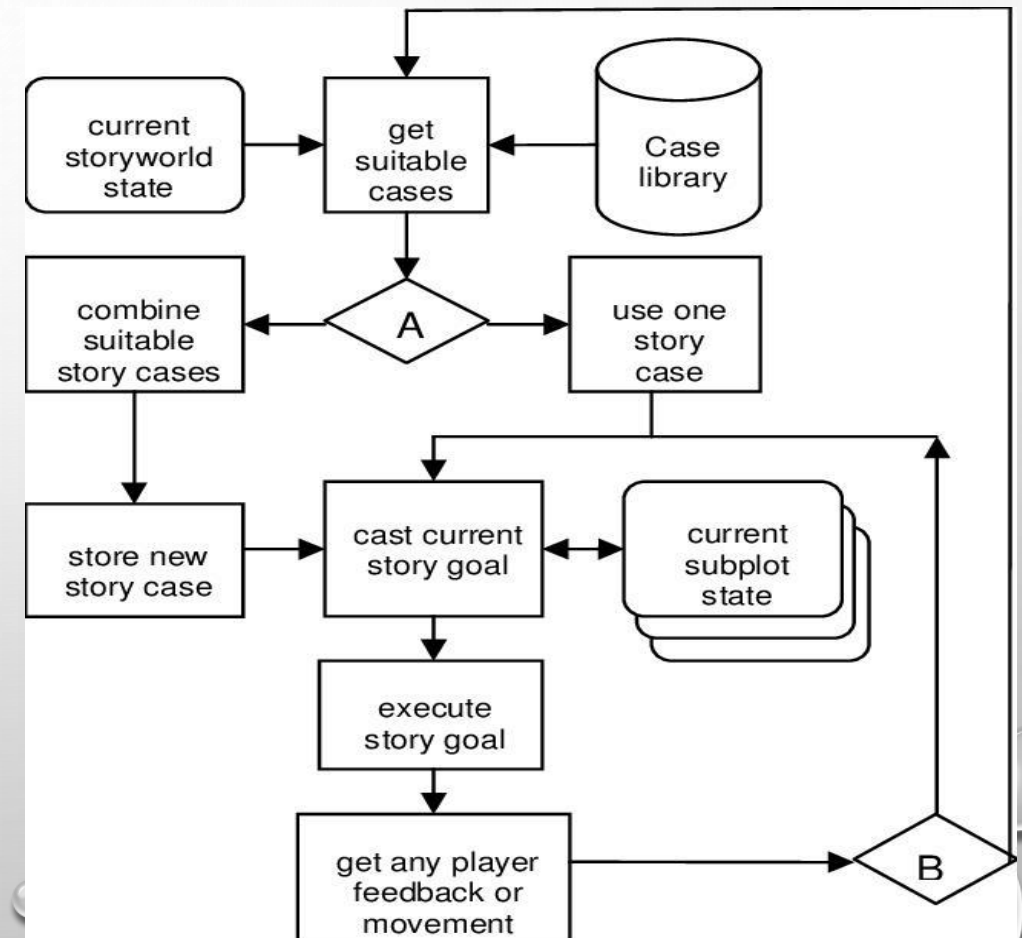 current
storyworld
state
get
suitable
cases
Case
library
combine
suitable
story cases
A
use one
story
case
store new
story case
cast current
story goal
current
subplot
state
execute
story goal
get any player
feedback or
movement
B